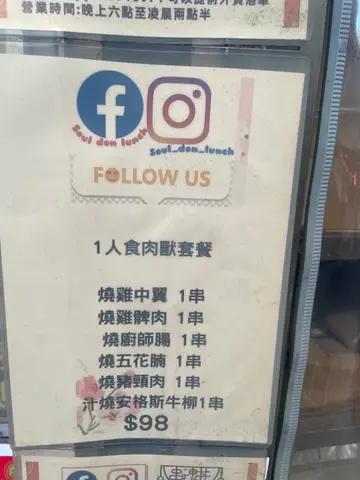 營業時間:晚上六點至凌晨兩點半
Soul don lunch
Soul_don_lunch
FOLLOW US
1人食肉獸套餐
燒雞中翼 1串
燒雞髀肉 1串
燒廚師腸 1串
燒五花腩 1串
燒豬頸肉 1串
汁燒安格斯牛柳1串
$98